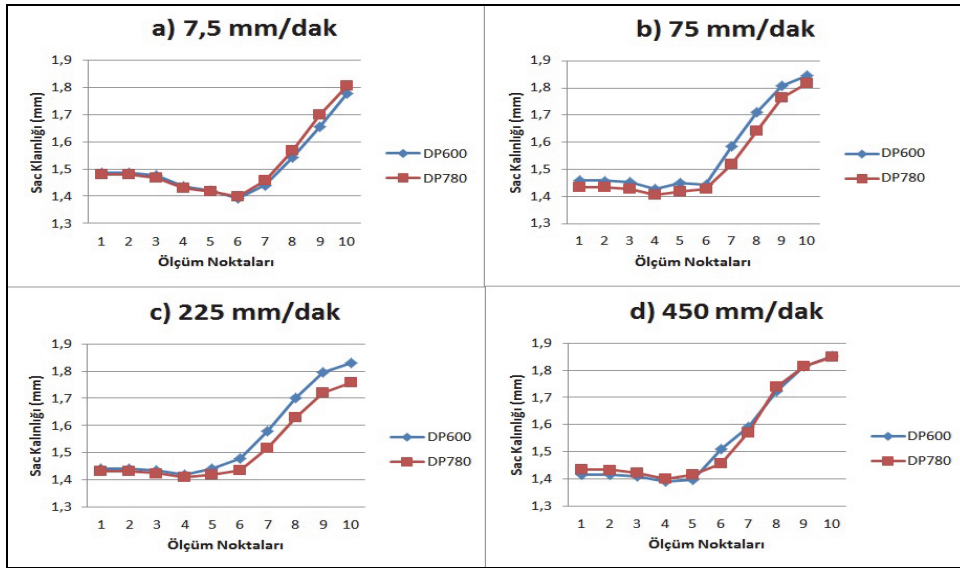 a) 7,5 mm/dak
1,9
1,8
1,7
1,6
1,5
1,4
1,3
Sac Klanlığı (mm)
1 2 3 4 5 6 7 8 9 10
Ölçüm Noktaları
DP600
DP780
b) 75 mm/dak
1,9
1,8
1,7
1,6
1,5
1,4
1,3
Sac Kalınlığı (mm)
1 2 3 4 5 6 7 8 9 10
Ölçüm Noktaları
DP600
DP780
c) 225 mm/dak
1,9
1,8
1,7
1,6
1,5
1,4
1,3
Sac Kalınlığı (mm)
1 2 3 4 5 6 7 8 9 10
Ölçüm Noktaları
DP600
DP780
d) 450 mm/dak
1,9
1,8
1,7
1,6
1,5
1,4
1,3
Sac Kalınlığı (mm)
1 2 3 4 5 6 7 8 9 10
Ölçüm Noktaları
DP600
DP780